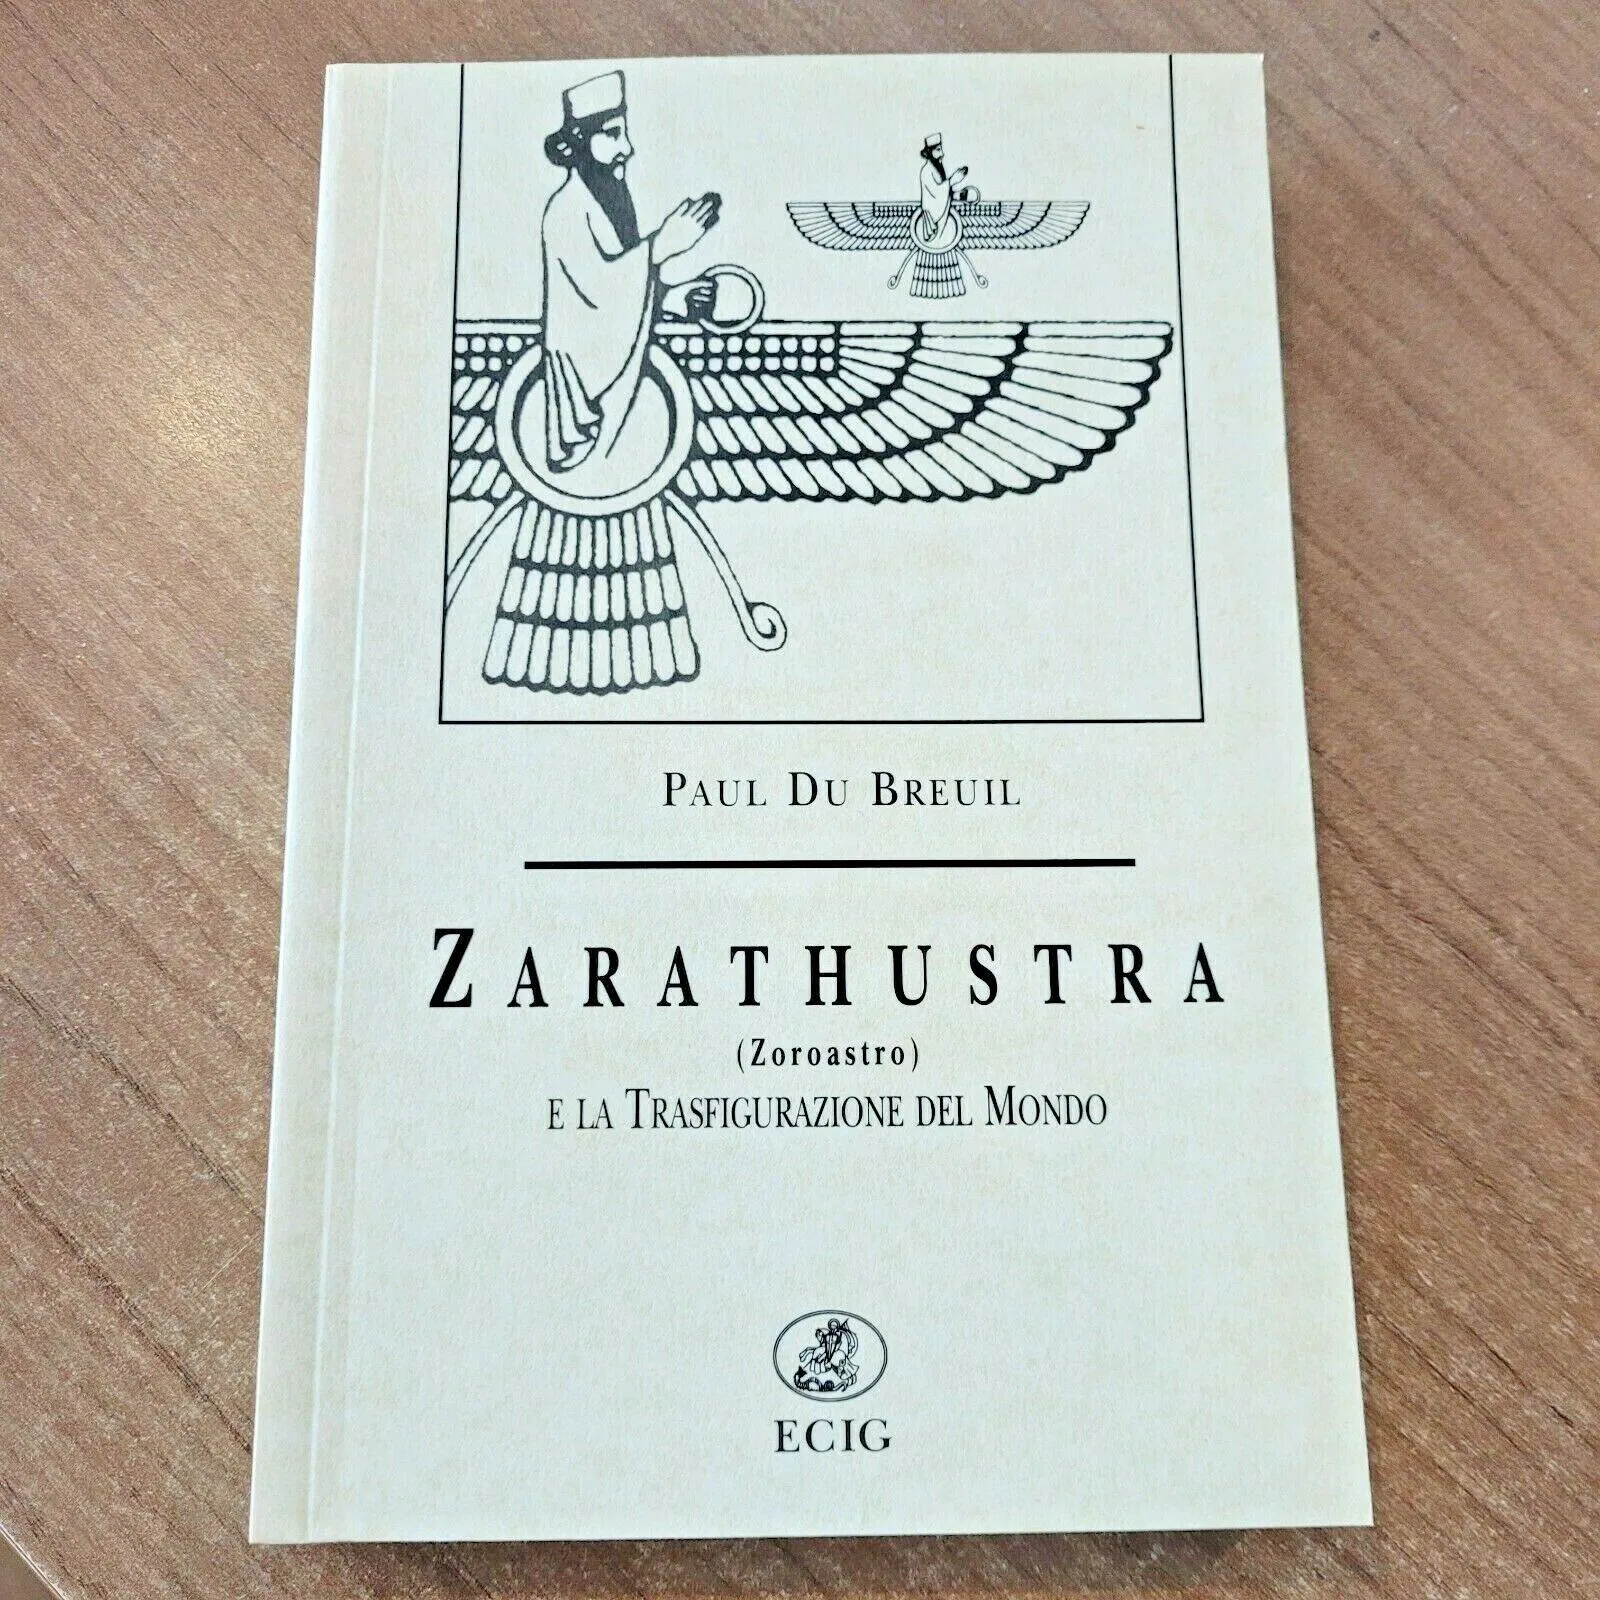 PAUL DU BREUIL
ZARATHUSTRA
(Zoroastro)
E LA TRASFIGURAZIONE DEL MONDO
ECIG